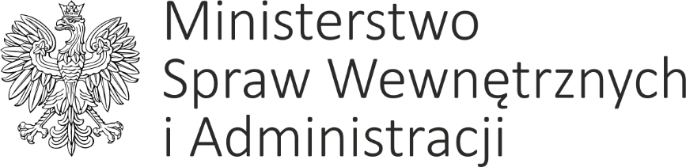 Ministerstwo
Spraw Wewnętrznych
i Administracji